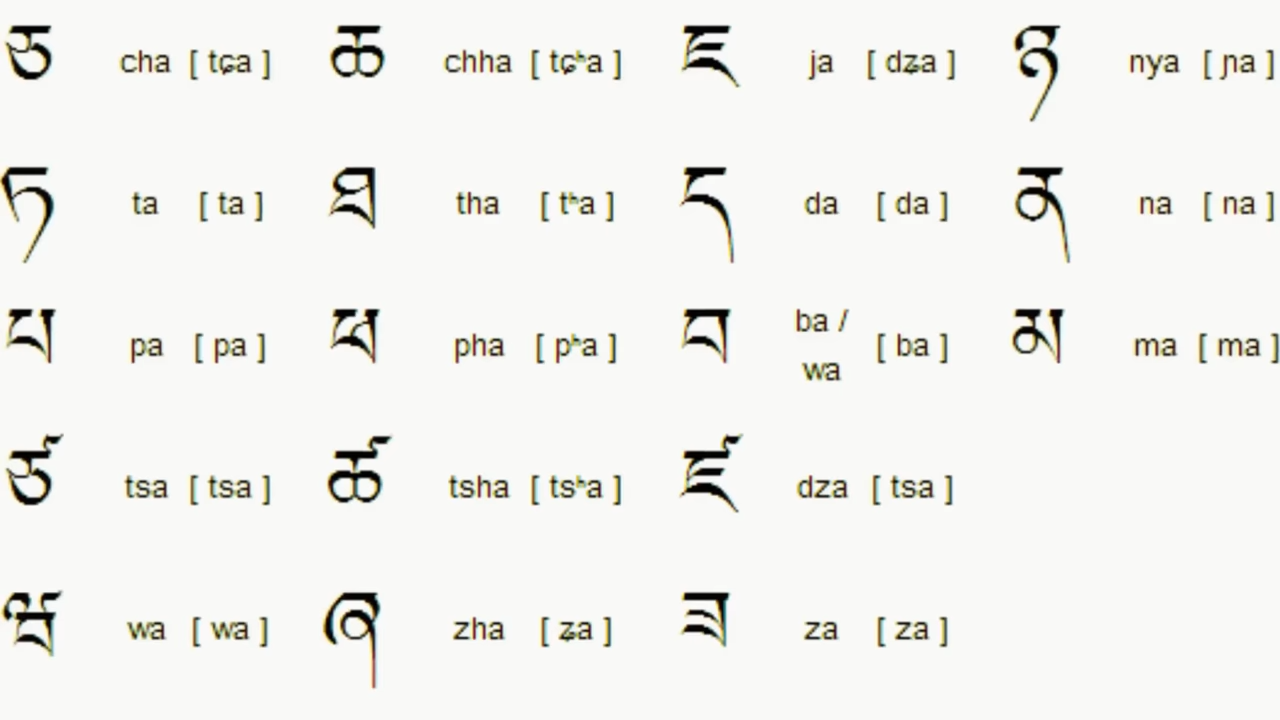 ཅ cha [ tɕa ] ཆ chha [ tɕʰa ] ཇ ja [ dʑa ] ཉ nya [ ɲa ]
ཏ ta [ ta ] ཐ tha [ tʰa ] ད da [ da ] ན na [ na ]
པ pa [ pa ] ཕ pha [ pʰa ] བ ba / wa [ ba ] མ ma [ ma ]
ཙ tsa [ tsa ] ཚ tsha [ tsʰa ] ཛ dza [ tsa ]
ཝ wa [ wa ] ཞ zha [ ʑa ] ཟ za [ za ]